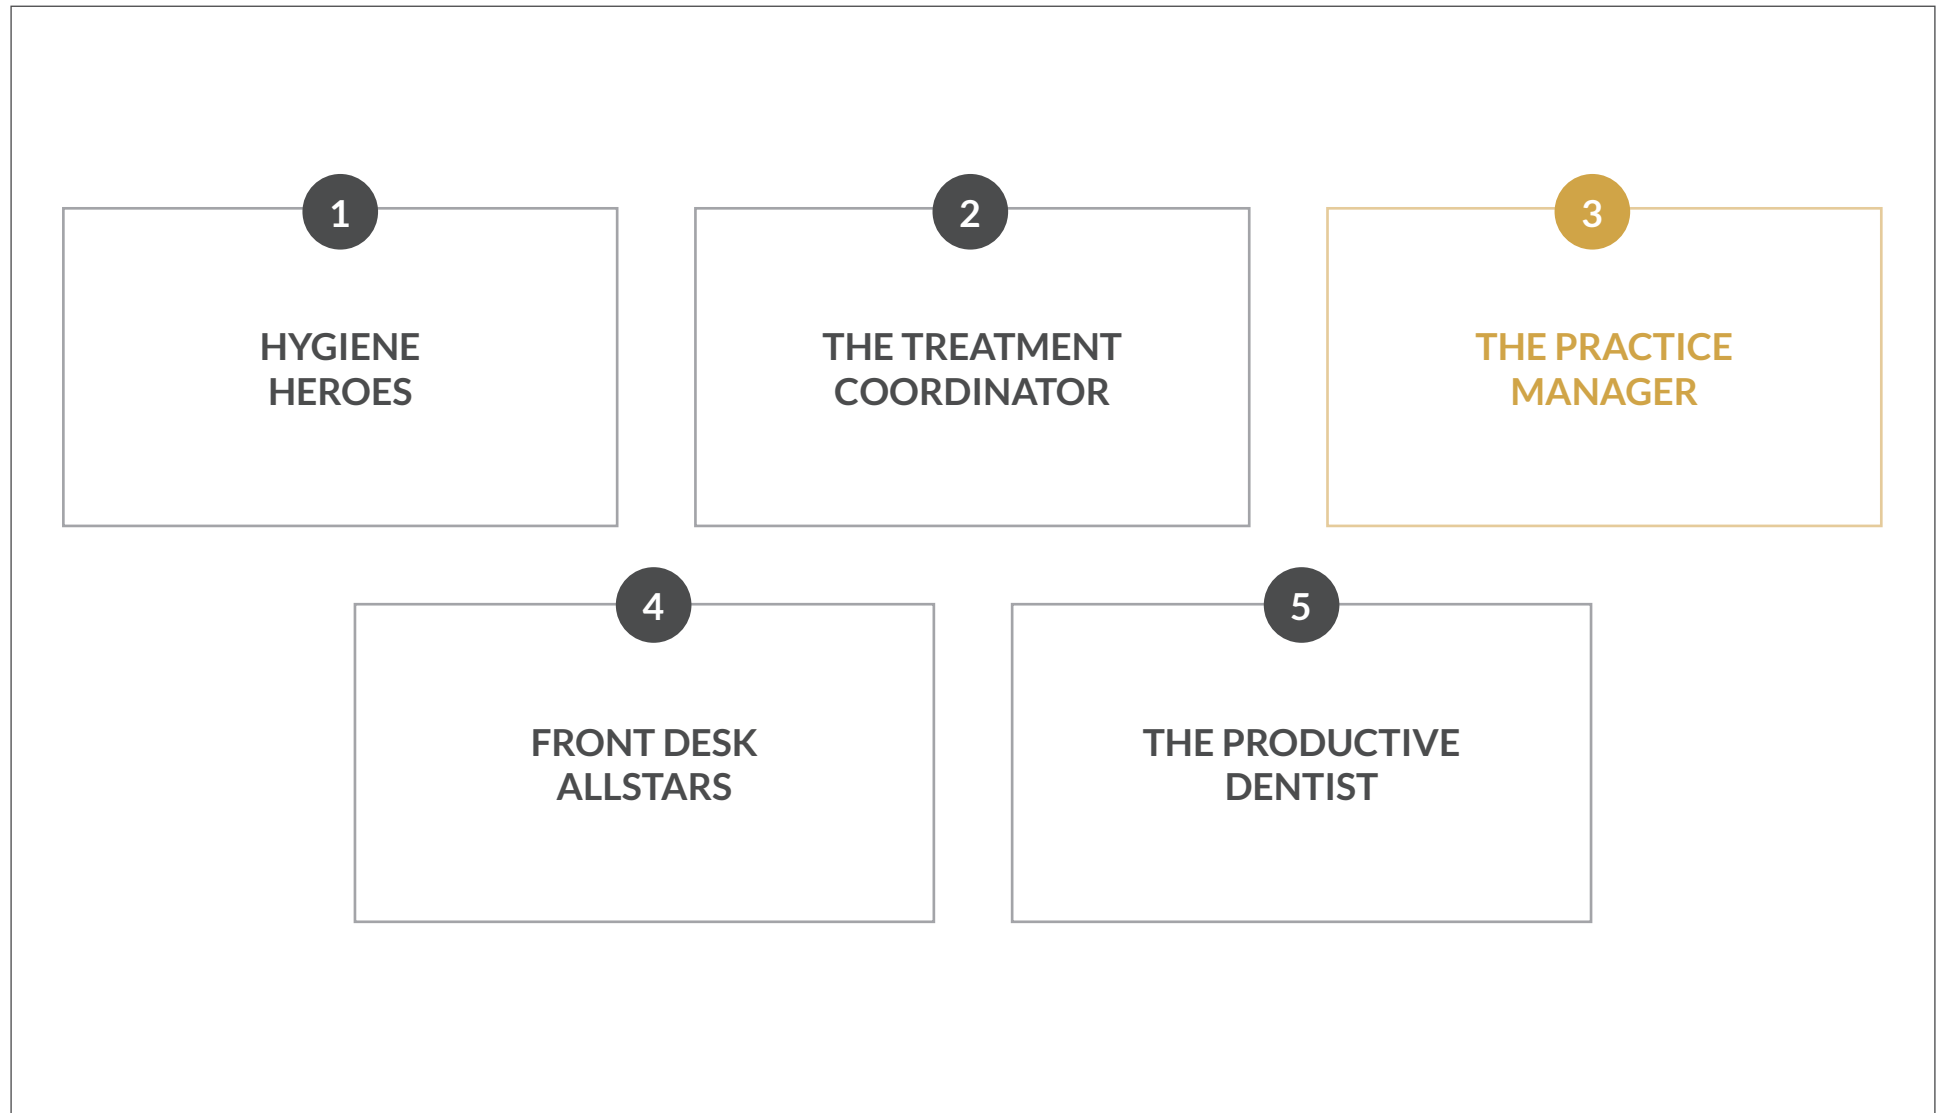 1
HYGIENE
HEROES
2
THE TREATMENT
COORDINATOR
3
THE PRACTICE
MANAGER
4
FRONT DESK
ALLSTARS
5
THE PRODUCTIVE
DENTIST